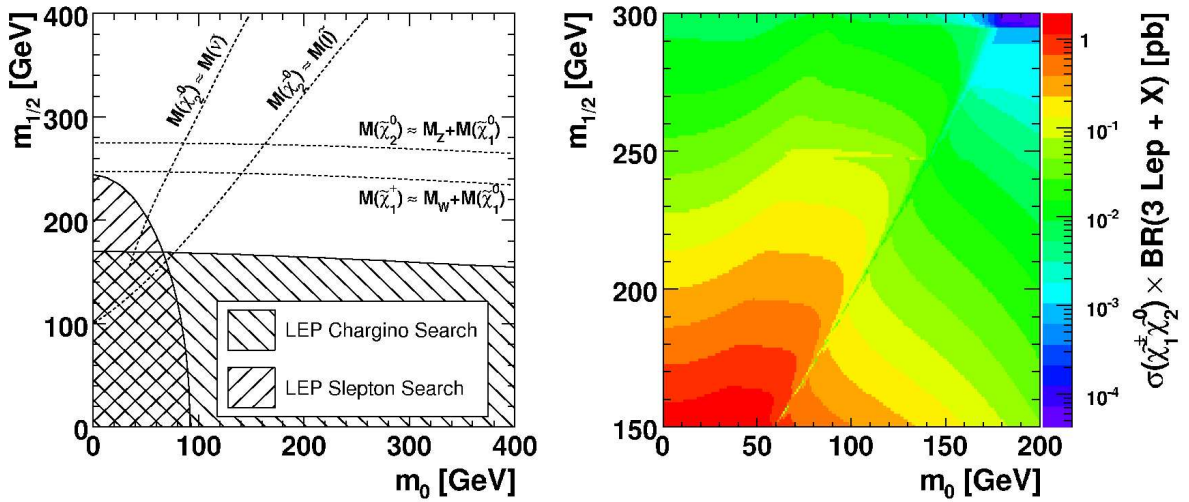 m1/2 [GeV]
400
300
200
100
0
0 100 200 300 400
m0 [GeV]
M(χ̃20) ≈ M(ν̃)
M(χ̃20) ≈ M(l̃)
M(χ̃20) ≈ MZ+M(χ̃10)
M(χ̃1+) ≈ MW+M(χ̃10)
LEP Chargino Search
LEP Slepton Search
m1/2 [GeV]
300
250
200
150
0 50 100 150 200
m0 [GeV]
1
10-1
10-2
10-3
10-4
σ(χ̃1±χ̃20) × BR(3 Lep + X) [pb]